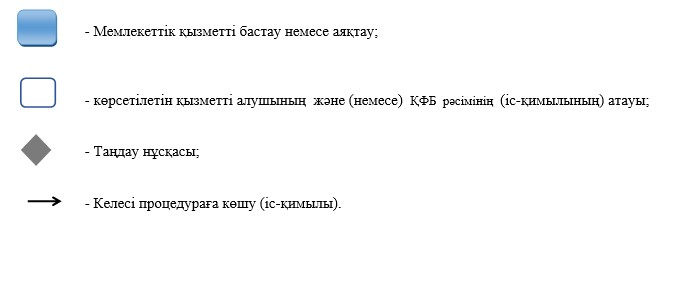 - Мемлекеттік қызметті бастау немесе аяқтау;
- көрсетілетін қызметті алушының және (немесе) ҚФБ рәсімінің (іс-қимылының) атауы;
- Таңдау нұсқасы;
- Келесі процедураға көшу (іс-қимылы).